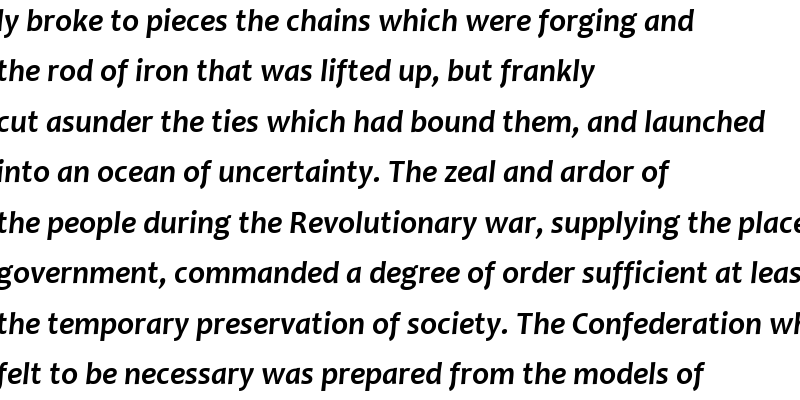 ly broke to pieces the chains which were forging and
the rod of iron that was lifted up, but frankly
cut asunder the ties which had bound them, and launched
into an ocean of uncertainty. The zeal and ardor of
the people during the Revolutionary war, supplying the place
government, commanded a degree of order sufficient at leas
the temporary preservation of society. The Confederation wh
felt to be necessary was prepared from the models of